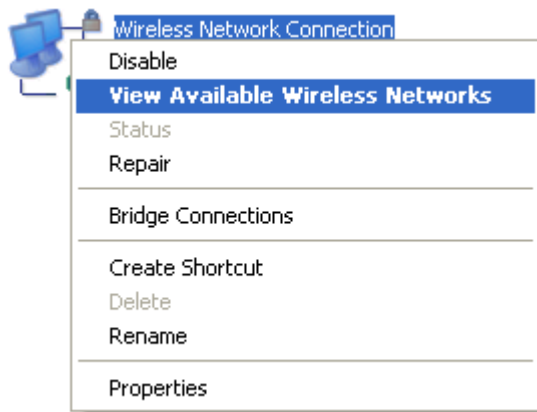 Wireless Network Connection
Disable
View Available Wireless Networks
Status
Repair
Bridge Connections
Create Shortcut
Delete
Rename
Properties